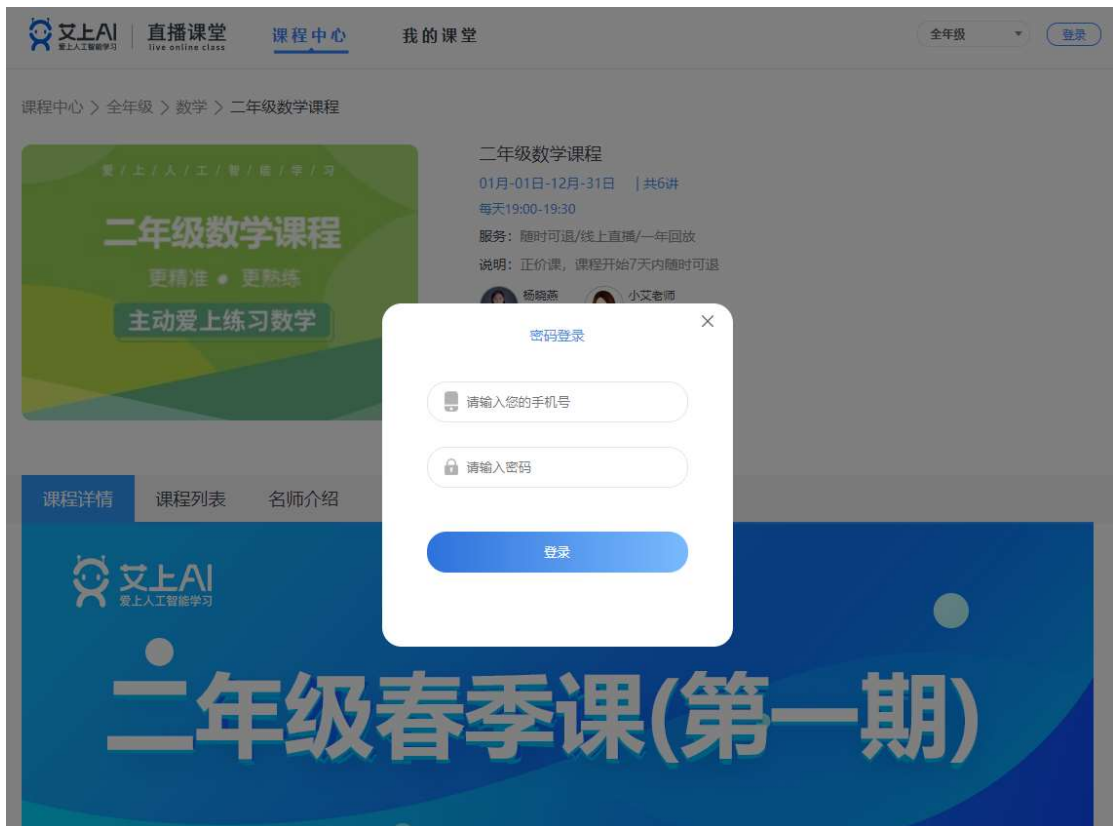 艾上AI
爱上人工智能学习
直播课堂
live online class
课程中心
我的课堂
全年级
登录
课程中心 > 全年级 > 数学 > 二年级数学课程
爱/上/人/工/智/能/学/习
二年级数学课程
更精准 ● 更熟练
主动爱上练习数学
二年级数学课程
01月-01日-12月-31日 | 共6讲
每天19:00-19:30
服务：随时可退/线上直播/一年回放
说明：正价课，课程开始7天内随时可退
杨晓燕
小艾老师
密码登录
请输入您的手机号
请输入密码
登录
课程详情
课程列表
名师介绍
艾上AI
爱上人工智能学习
二年级春季课(第一期)